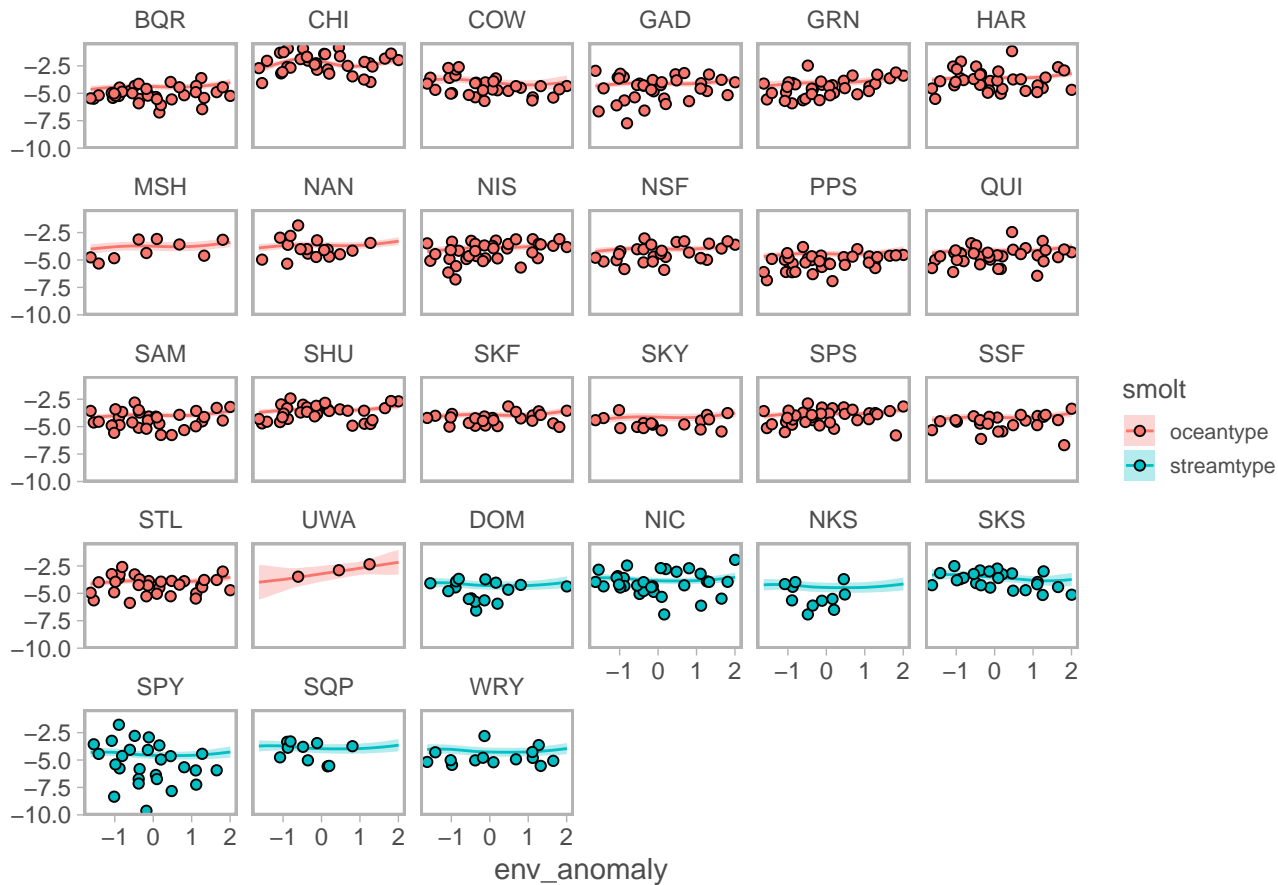 BQR CHI COW GAD GRN HAR
−2.5
−5.0
−7.5
−10.0
MSH NAN NIS NSF PPS QUI
−2.5
−5.0
−7.5
−10.0
SAM SHU SKF SKY SPS SSF
−2.5
−5.0
−7.5
−10.0
smolt
oceantype
streamtype
STL UWA DOM NIC NKS SKS
−2.5
−5.0
−7.5
−10.0
−1 0 1 2 −1 0 1 2 −1 0 1 2
SPY SQP WRY
−2.5
−5.0
−7.5
−10.0
−1 0 1 2 −1 0 1 2 −1 0 1 2
env_anomaly